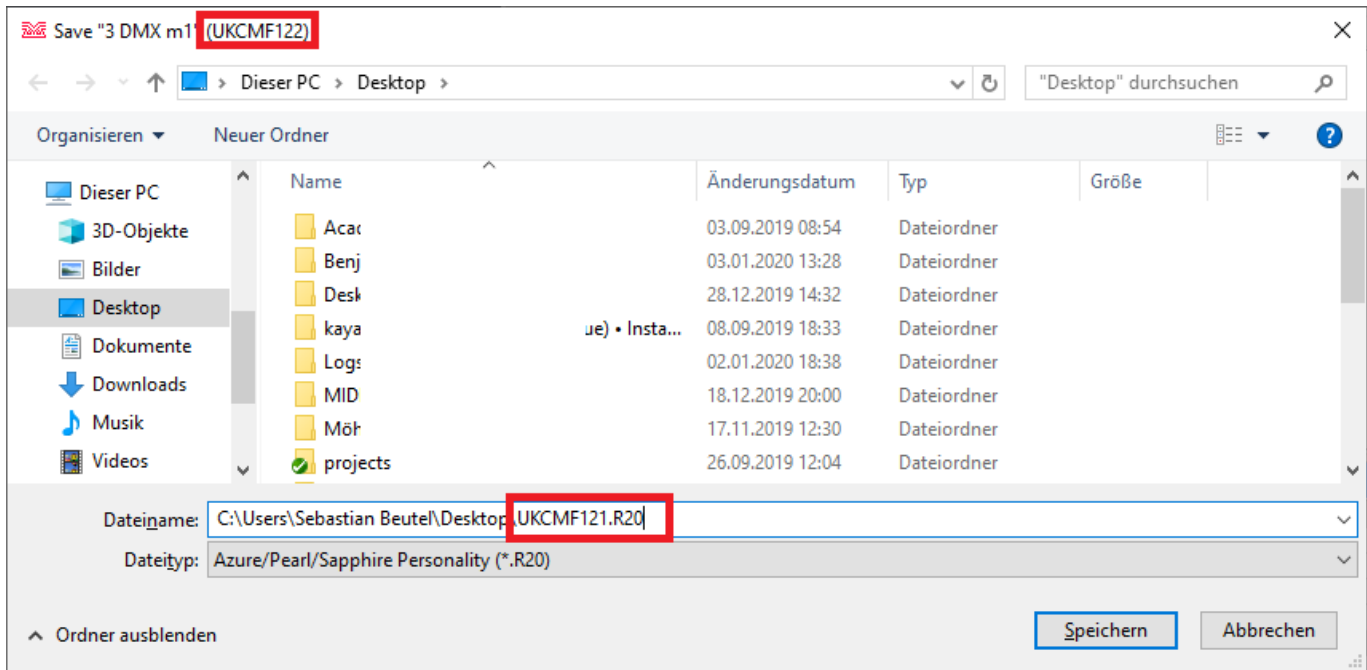 Save "3 DMX m1" (UKCMF122)
Dieser PC > Desktop >
"Desktop" durchsuchen
Organisieren
Neuer Ordner
Dieser PC
3D-Objekte
Bilder
Desktop
Dokumente
Downloads
Musik
Videos
Name Änderungsdatum Typ Größe
03.09.2019 08:54 Dateiordner
Benj 03.01.2020 13:28 Dateiordner
28.12.2019 14:32 Dateiordner
kaya ue) • Insta... 08.09.2019 18:33 Dateiordner
Logs 02.01.2020 18:38 Dateiordner
MID 18.12.2019 20:00 Dateiordner
17.11.2019 12:30 Dateiordner
projects 26.09.2019 12:04 Dateiordner
Dateiname: C:\Users\Sebastian Beutel\Desktop\UKCMF121.R20
Dateityp: Azure/Pearl/Sapphire Personality (*.R20)
Ordner ausblenden
Speichern
Abbrechen